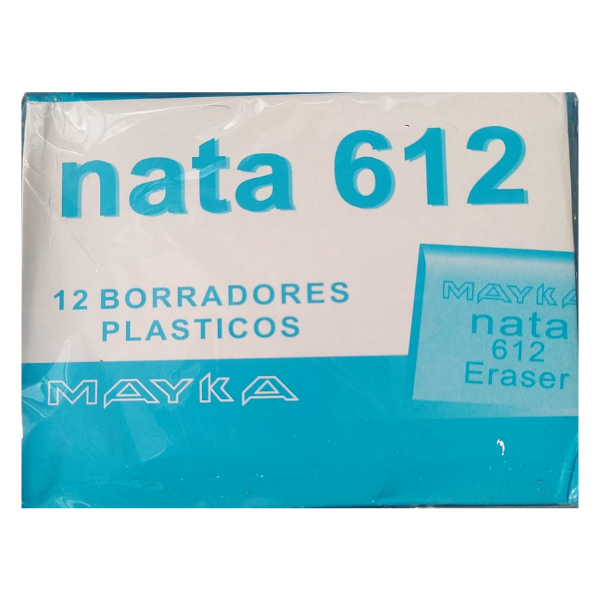 nata 612
12 BORRADORES
PLASTICOS
MAYKA
MAYKA
nata
612
Eraser